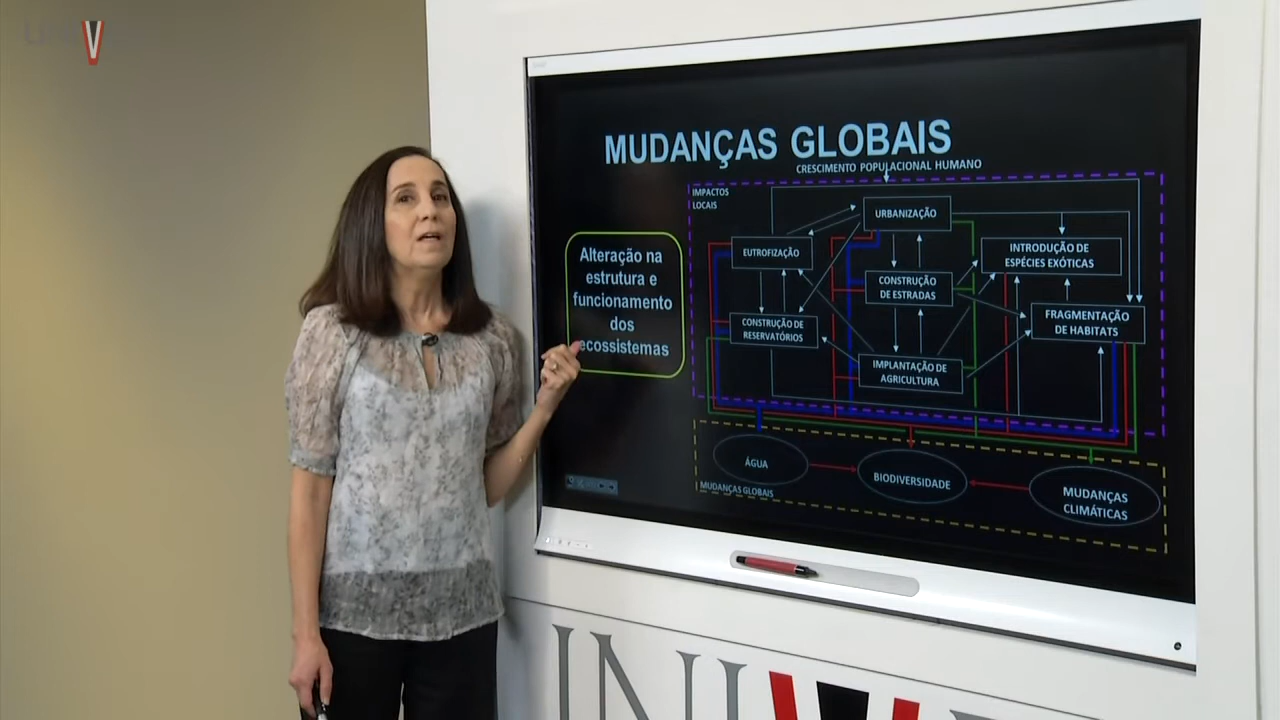 MUDANÇAS GLOBAIS
CRESCIMENTO POPULACIONAL HUMANO
IMPACTOS
LOCAIS
Alteração na
estrutura e
funcionamento
dos
ecossistemas
URBANIZAÇÃO
EUTROFIZAÇÃO
INTRODUÇÃO DE
ESPÉCIES EXÓTICAS
CONSTRUÇÃO
DE ESTRADAS
FRAGMENTAÇÃO
DE HABITATS
CONSTRUÇÃO DE
RESERVATÓRIOS
IMPLANTAÇÃO DE
AGRICULTURA
ÁGUA
BIODIVERSIDADE
MUDANÇAS
CLIMÁTICAS
MUDANÇAS GLOBAIS